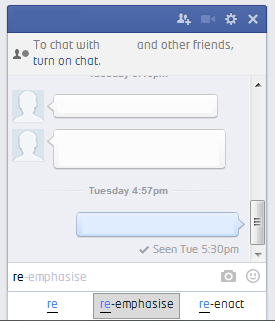 To chat with and other friends,
turn on chat.
Tuesday 4:57pm
Seen Tue 5:30pm
re-emphasise
re re-emphasise re-enact